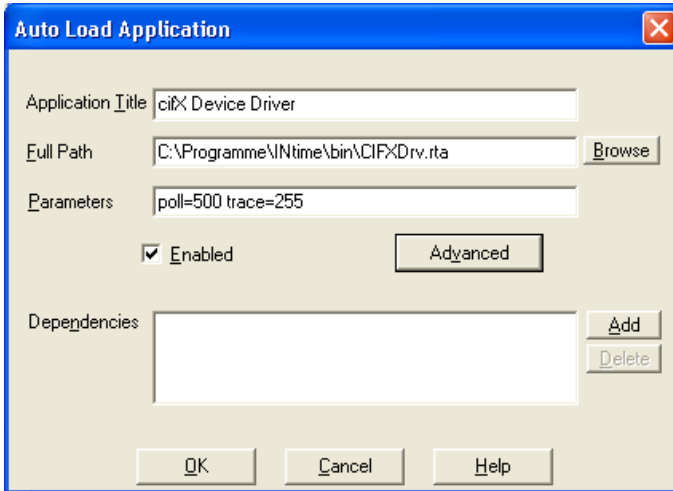 Auto Load Application
Application Title cifX Device Driver
Full Path C:\Programme\INtime\bin\CIFXDrv.rta Browse
Parameters poll=500 trace=255
Enabled Advanced
Dependencies Add
Delete
OK Cancel Help